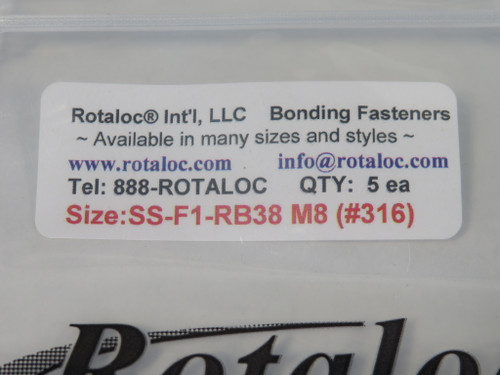 Rotaloc® Int'l, LLC Bonding Fasteners
~ Available in many sizes and styles ~
www.rotaloc.com info@rotaloc.com
Tel: 888-ROTALOC QTY: 5 ea
Size:SS-F1-RB38 M8 (#316)
Rotaloc